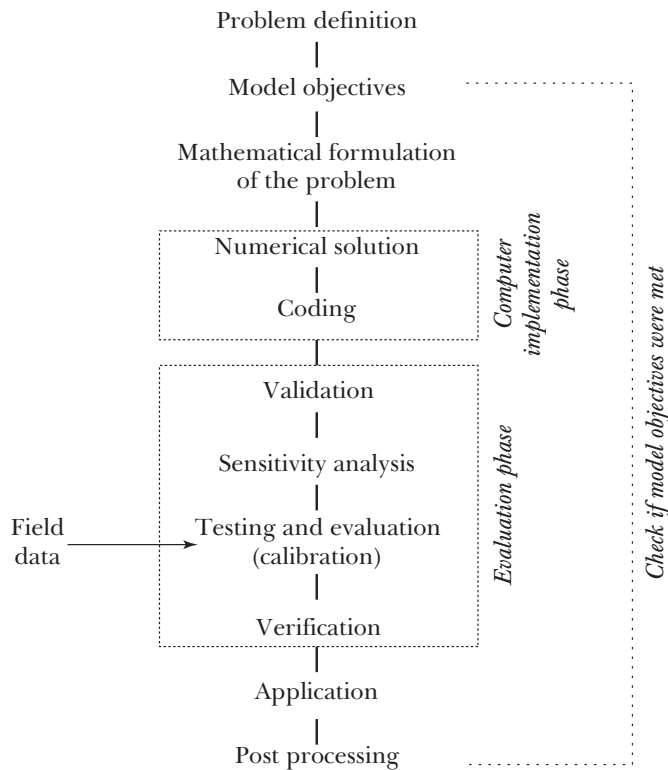 Problem definition
Model objectives
Mathematical formulation
of the problem
Numerical solution
Coding
Computer
implementation
phase
Validation
Sensitivity analysis
Field
data
Testing and evaluation
(calibration)
Verification
Evaluation phase
Application
Post processing
Check if model objectives were met